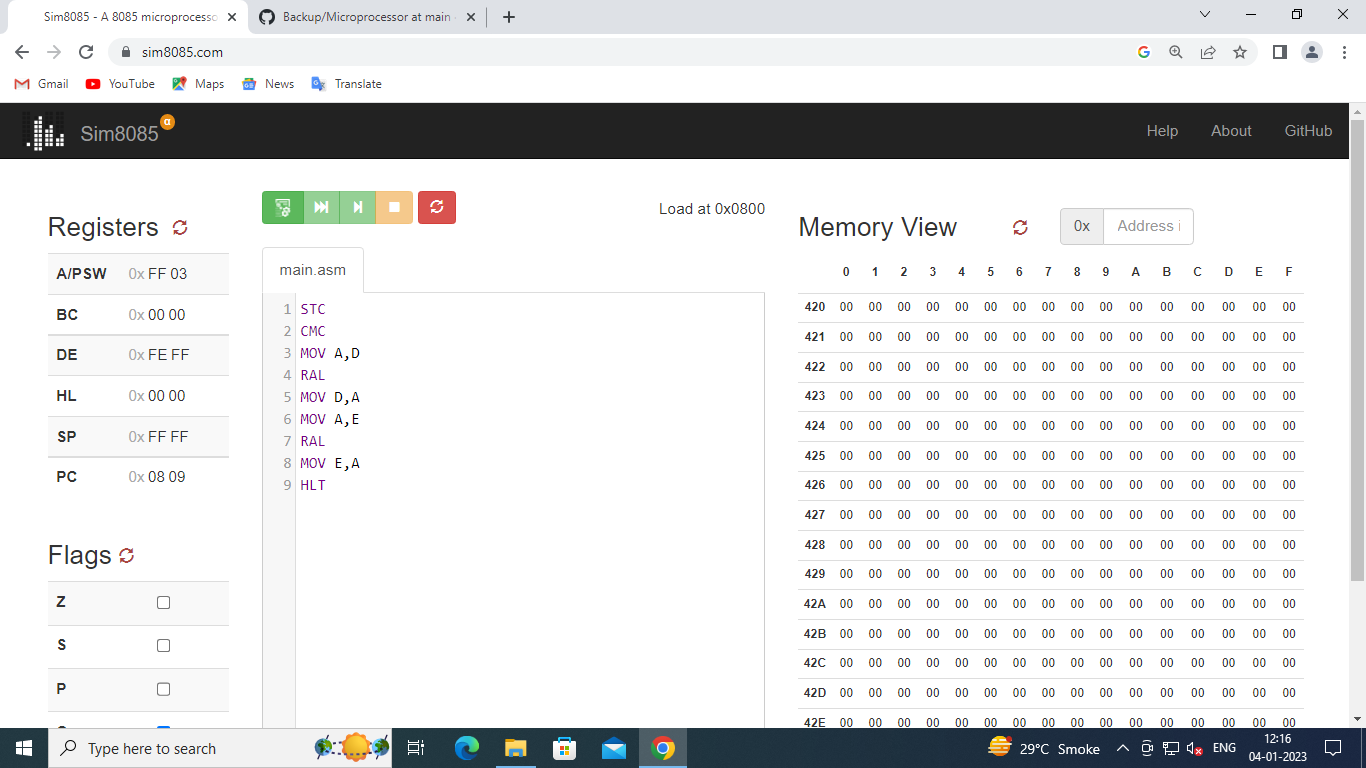 Sim8085 - A 8085 microprocesso
Backup/Microprocessor at main
sim8085.com
Gmail
YouTube
Maps
News
Translate
Sim8085 α
Help
About
GitHub
Registers
A/PSW 0x FF 03
BC 0x 00 00
DE 0x FE FF
HL 0x 00 00
SP 0x FF FF
PC 0x 08 09
Flags
Z
S
P
Load at 0x0800
main.asm
1 STC
2 CMC
3 MOV A,D
4 RAL
5 MOV D,A
6 MOV A,E
7 RAL
8 MOV E,A
9 HLT
Memory View
0x Address i
0 1 2 3 4 5 6 7 8 9 A B C D E F
420 00 00 00 00 00 00 00 00 00 00 00 00 00 00 00 00
421 00 00 00 00 00 00 00 00 00 00 00 00 00 00 00 00
422 00 00 00 00 00 00 00 00 00 00 00 00 00 00 00 00
423 00 00 00 00 00 00 00 00 00 00 00 00 00 00 00 00
424 00 00 00 00 00 00 00 00 00 00 00 00 00 00 00 00
425 00 00 00 00 00 00 00 00 00 00 00 00 00 00 00 00
426 00 00 00 00 00 00 00 00 00 00 00 00 00 00 00 00
427 00 00 00 00 00 00 00 00 00 00 00 00 00 00 00 00
428 00 00 00 00 00 00 00 00 00 00 00 00 00 00 00 00
429 00 00 00 00 00 00 00 00 00 00 00 00 00 00 00 00
42A 00 00 00 00 00 00 00 00 00 00 00 00 00 00 00 00
42B 00 00 00 00 00 00 00 00 00 00 00 00 00 00 00 00
42C 00 00 00 00 00 00 00 00 00 00 00 00 00 00 00 00
42D 00 00 00 00 00 00 00 00 00 00 00 00 00 00 00 00
42E 00 00 00 00 00 00 00 00 00 00 00 00 00 00 00 00
Type here to search
29°C Smoke
ENG
12:16
04-01-2023